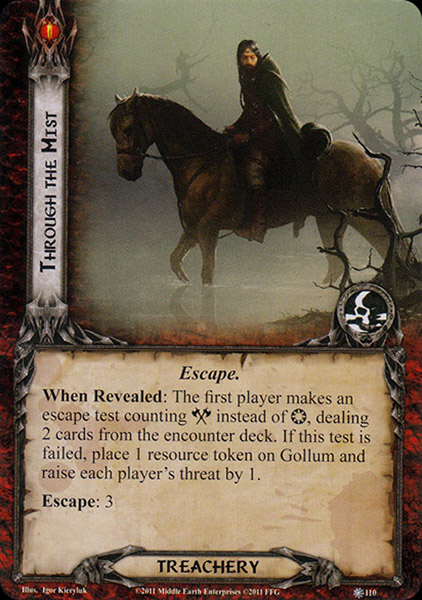 THROUGH THE MIST
Escape.
When Revealed: The first player makes an
escape test counting instead of , dealing
2 cards from the encounter deck. If this test is
failed, place 1 resource token on Gollum and
raise each player's threat by 1.
Escape: 3
TREACHERY
Illus. Igor Kieryluk ©2011 Middle Earth Enterprises ©2011 FFG 110